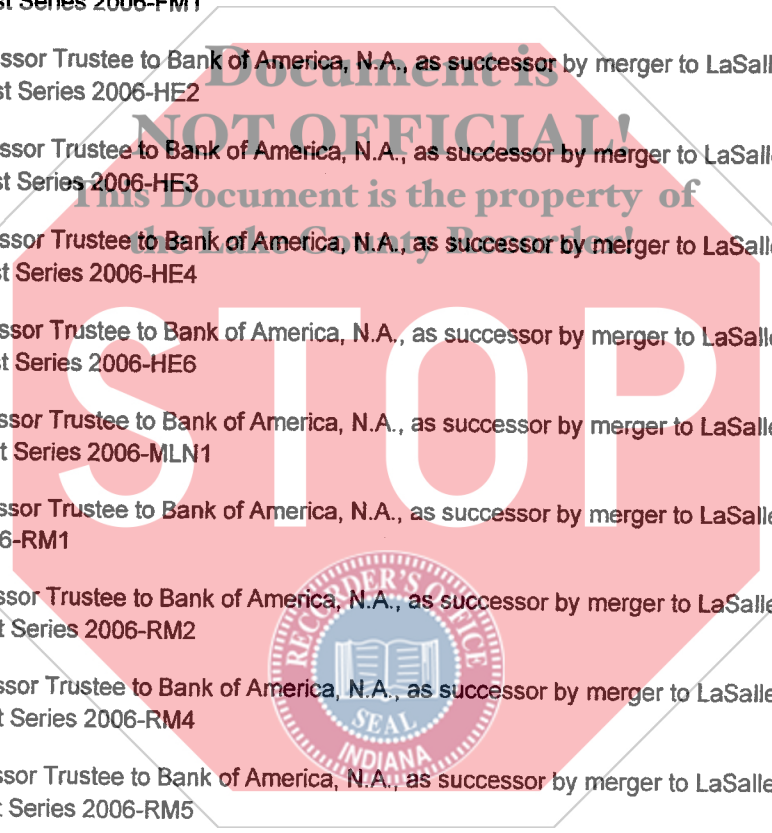 st Series 2006-FM1
ssor Trustee to Bank of America, N.A., as successor by merger to LaSall
st Series 2006-HE2
ssor Trustee to Bank of America, N.A., as successor by merger to LaSalle
st Series 2006-HE3
ssor Trustee to Bank of America, N.A., as successor by merger to LaSalle
st Series 2006-HE4
ssor Trustee to Bank of America, N.A., as successor by merger to LaSalle
st Series 2006-HE6
ssor Trustee to Bank of America, N.A., as successor by merger to LaSalle
t Series 2006-MLN1
ssor Trustee to Bank of America, N.A., as successor by merger to LaSalle
6-RM1
ssor Trustee to Bank of America, N.A., as successor by merger to LaSalle
t Series 2006-RM2
ssor Trustee to Bank of America, N.A., as successor by merger to LaSalle
t Series 2006-RM4
ssor Trustee to Bank of America, N.A., as successor by merger to LaSalle
t Series 2006-RM5
Document is
NOT OFFICIAL!
This Document is the property of
the Lake County Recorder!
STOP
RECORDER'S OFFICE
SEAL
INDIANA